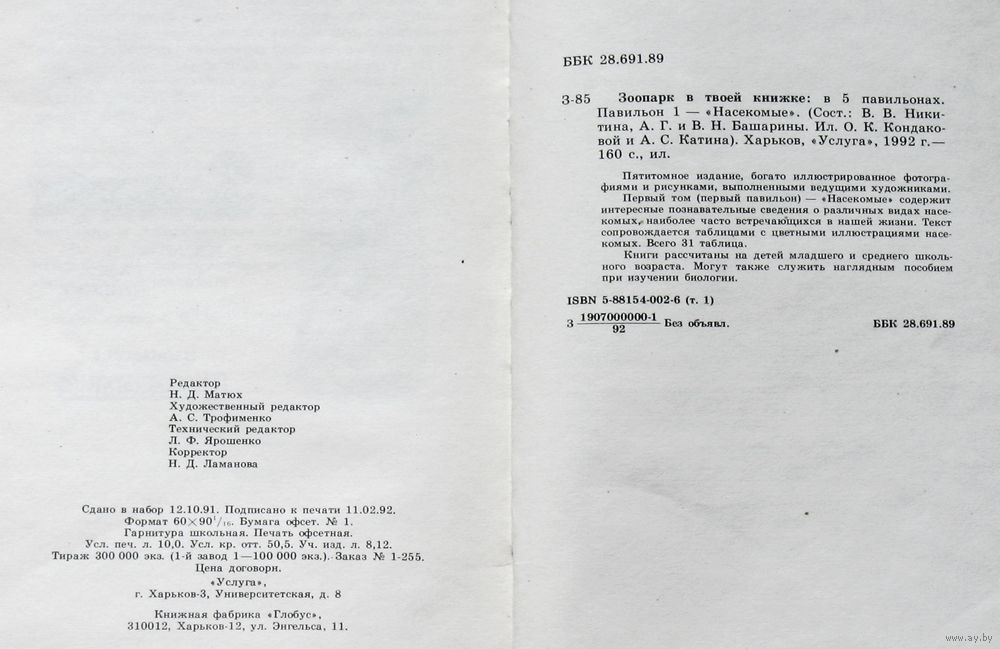 Редактор
Н. Д. Матюх
Художественный редактор
А. С. Трофименко
Технический редактор
Л. Ф. Ярошенко
Корректор
Н. Д. Ламанова
Сдано в набор 12.10.91. Подписано к печати 11.02.92.
Формат 60×90¹/₁₆. Бумага офсет. № 1.
Гарнитура школьная. Печать офсетная.
Усл. печ. л. 10,0. Усл. кр. отт. 50,5. Уч. изд. л. 8,12.
Тираж 300 000 экз. (1-й завод 1—100 000 экз.). Заказ № 1-255.
Цена договорн.
«Услуга»,
г. Харьков-3, Университетская, д. 8
Книжная фабрика «Глобус»,
310012, Харьков-12, ул. Энгельса, 11.
ББК 28.691.89
З-85 Зоопарк в твоей книжке: в 5 павильонах.
Павильон 1 — «Насекомые». (Сост.: В. В. Ники-
тина, А. Г. и В. Н. Башарины. Ил. О. К. Кондако-
вой и А. С. Катина). Харьков, «Услуга», 1992 г.—
160 с., ил.
Пятитомное издание, богато иллюстрированное фотогра-
фиями и рисунками, выполненными ведущими художниками.
Первый том (первый павильон) — «Насекомые» содержит
интересные познавательные сведения о различных видах насе-
комых, наиболее часто встречающихся в нашей жизни. Текст
сопровождается таблицами с цветными иллюстрациями насе-
комых. Всего 31 таблица.
Книги рассчитаны на детей младшего и среднего школь-
ного возраста. Могут также служить наглядным пособием
при изучении биологии.
ISBN 5-88154-002-6 (т. 1)
З 1907000000-1/92 Без объявл. ББК 28.691.89
www.ay.by